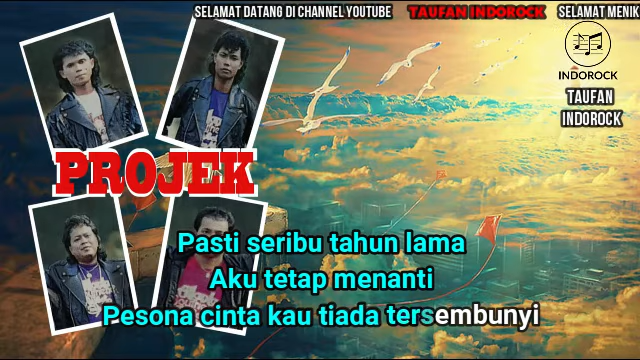 SELAMAT DATANG DI CHANNEL YOUTUBE TAUFAN INDOROCK SELAMAT MENIK
INDOROCK
TAUFAN
INDOROCK
PROJEK
Pasti seribu tahun lama
Aku tetap menanti
Pesona cinta kau tiada tersembunyi